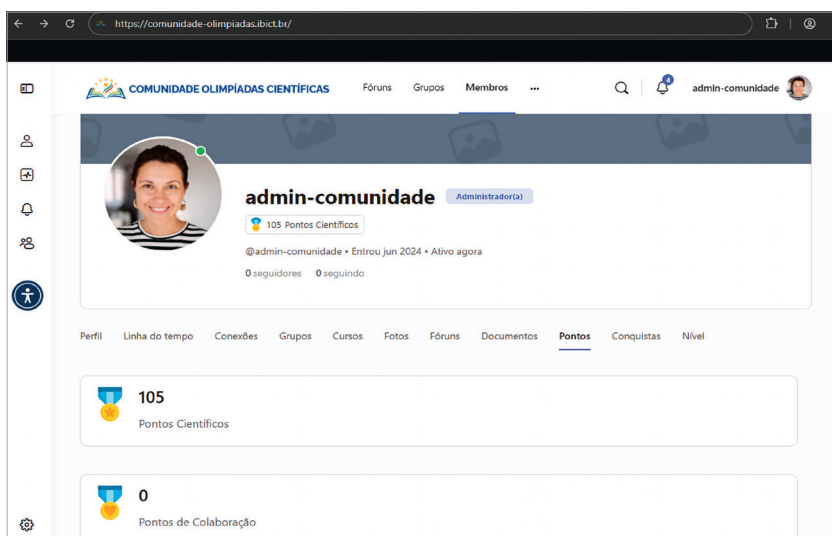 https://comunidade-olimpiadas.ibict.br/
COMUNIDADE OLIMPÍADAS CIENTÍFICAS
Fóruns Grupos Membros ...
4
admin-comunidade
admin-comunidade Administrador(a)
105 Pontos Científicos
@admin-comunidade • Entrou jun 2024 • Ativo agora
0 seguidores 0 seguindo
Perfil Linha do tempo Conexões Grupos Cursos Fotos Fóruns Documentos Pontos Conquistas Nível
105
Pontos Científicos
0
Pontos de Colaboração